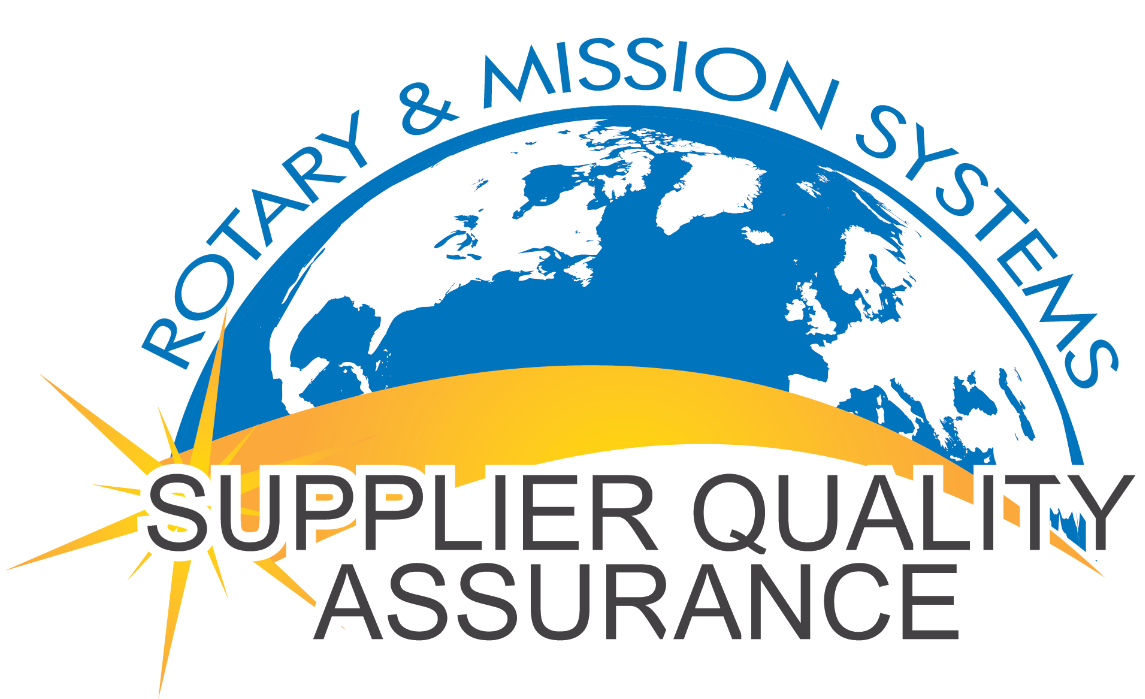 ROTARY & MISSION SYSTEMS
SUPPLIER QUALITY
ASSURANCE